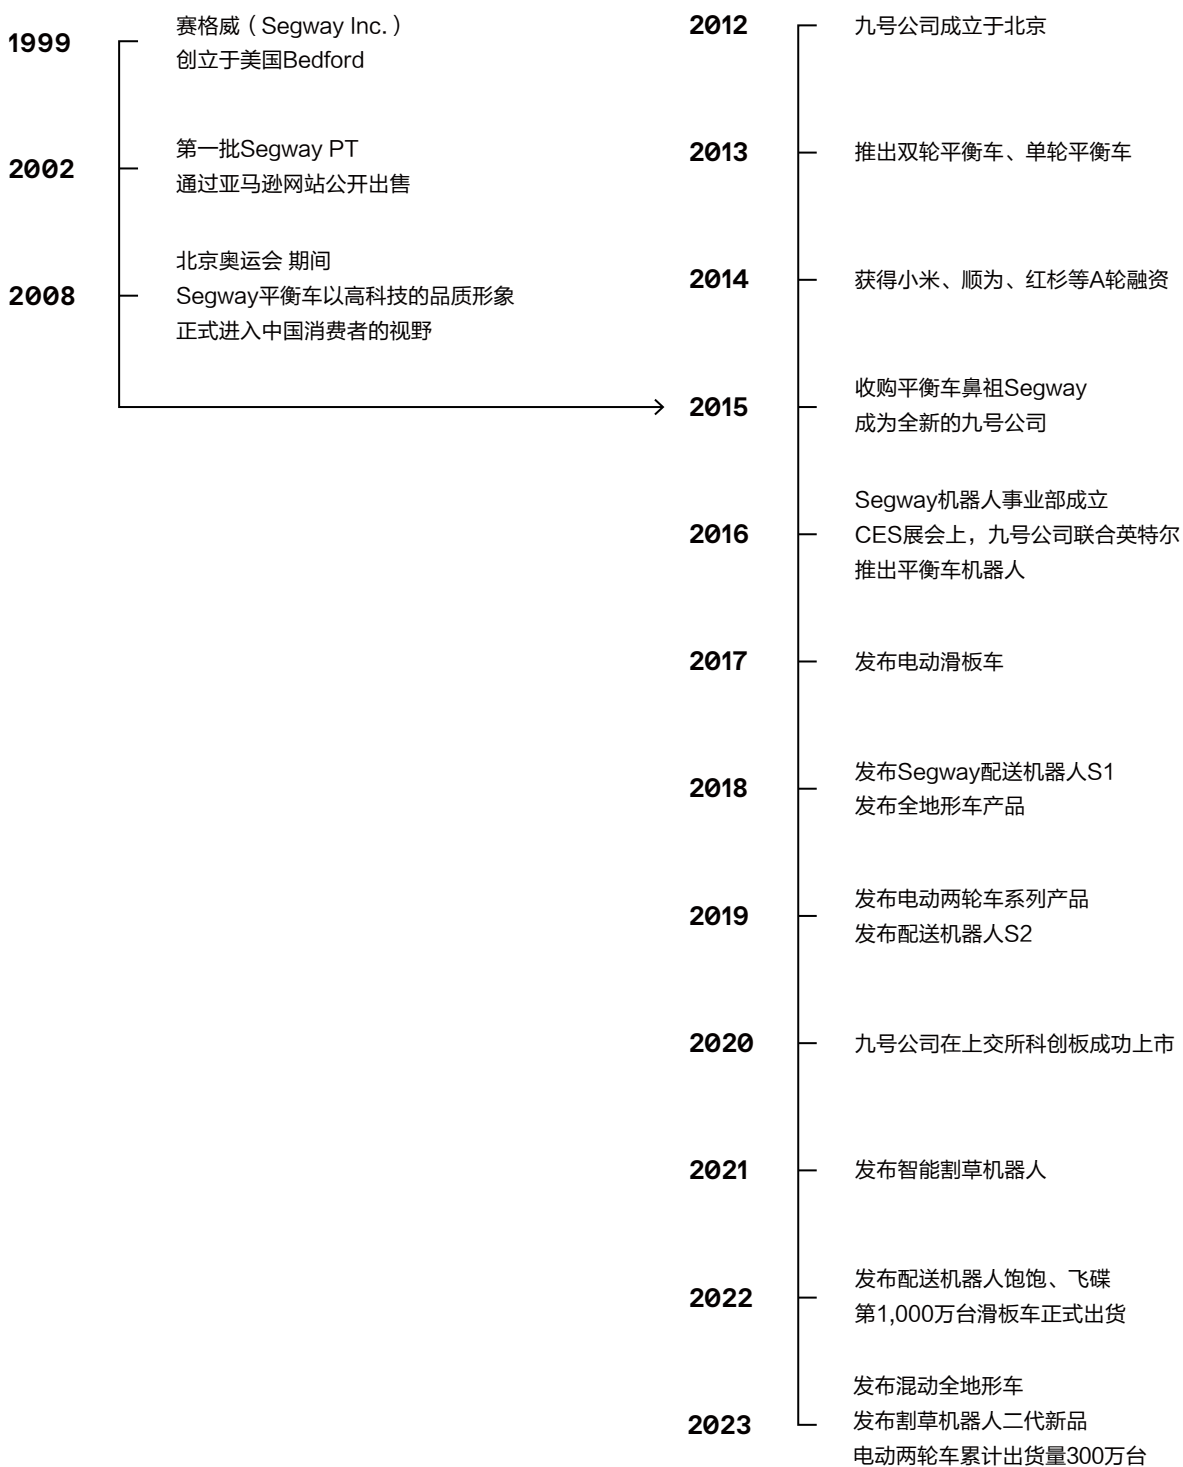 1999
赛格威（Segway Inc.）
创立于美国Bedford
2002
第一批Segway PT
通过亚马逊网站公开出售
2008
北京奥运会 期间
Segway平衡车以高科技的品质形象
正式进入中国消费者的视野
2012
九号公司成立于北京
2013
推出双轮平衡车、单轮平衡车
2014
获得小米、顺为、红杉等A轮融资
2015
收购平衡车鼻祖Segway
成为全新的九号公司
2016
Segway机器人事业部成立
CES展会上，九号公司联合英特尔
推出平衡车机器人
2017
发布电动滑板车
2018
发布Segway配送机器人S1
发布全地形车产品
2019
发布电动两轮车系列产品
发布配送机器人S2
2020
九号公司在上交所科创板成功上市
2021
发布智能割草机器人
2022
发布配送机器人饱饱、飞碟
第1,000万台滑板车正式出货
2023
发布混动全地形车
发布割草机器人二代新品
电动两轮车累计出货量300万台